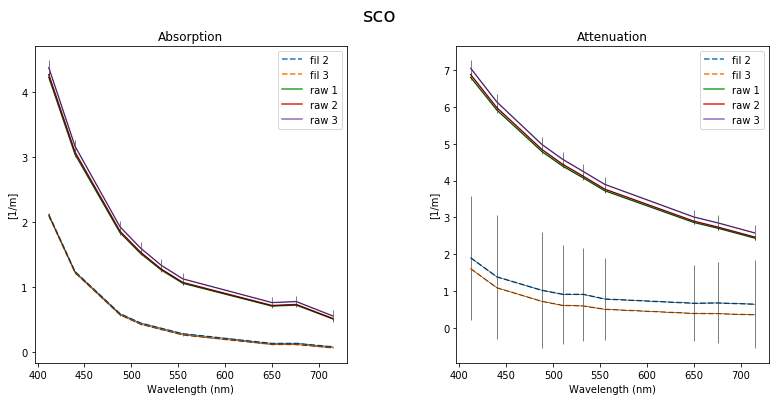 sco
Absorption
4
3
2
1
0
[1/m]
400
450
500
550
600
650
700
Wavelength (nm)
fil 2
fil 3
raw 1
raw 2
raw 3
Attenuation
7
6
5
4
3
2
1
0
[1/m]
400
450
500
550
600
650
700
Wavelength (nm)
fil 2
fil 3
raw 1
raw 2
raw 3